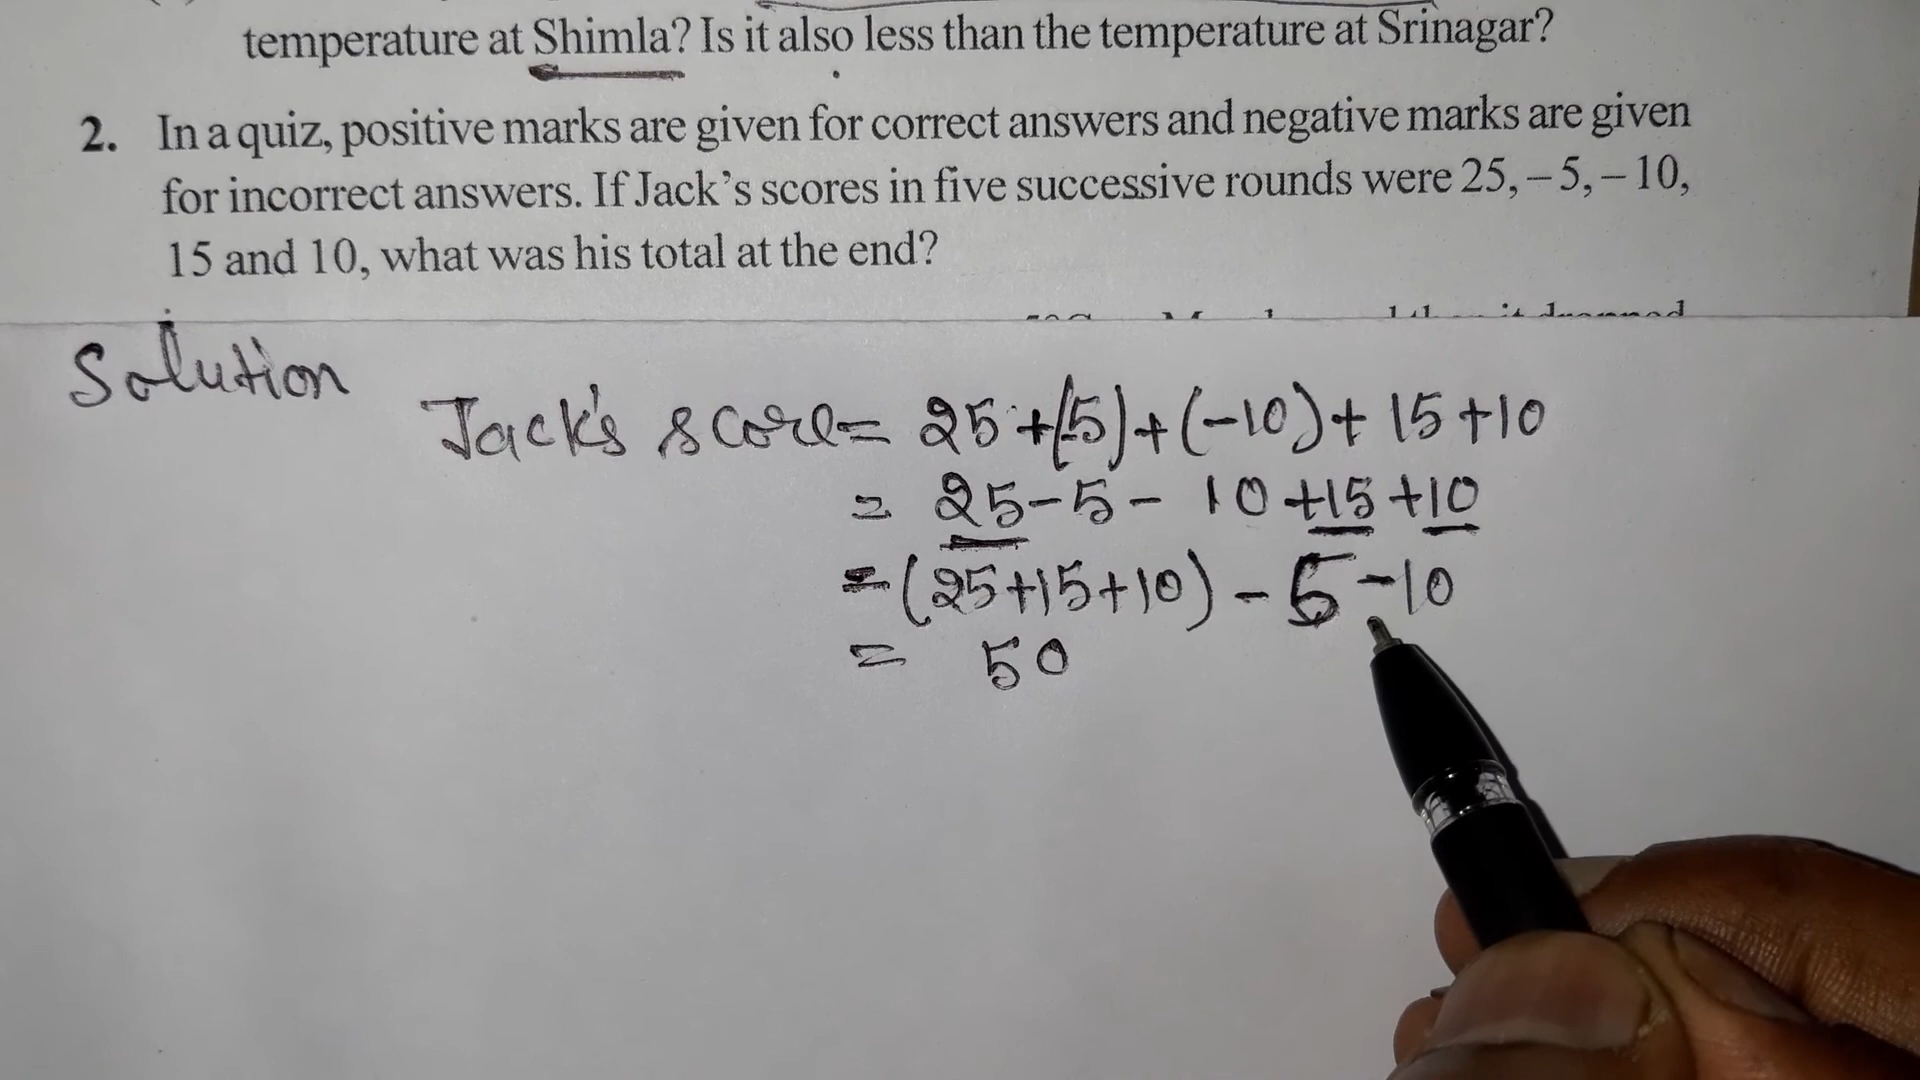 temperature at Shimla? Is it also less than the temperature at Srinagar?
2. In a quiz, positive marks are given for correct answers and negative marks are given
for incorrect answers. If Jack's scores in five successive rounds were 25, – 5, – 10,
15 and 10, what was his total at the end?
Solution
Jack's score = 25 + (-5) + (-10) + 15 + 10
= 25 - 5 - 10 + 15 + 10
= (25+15+10) - 5 - 10
= 50